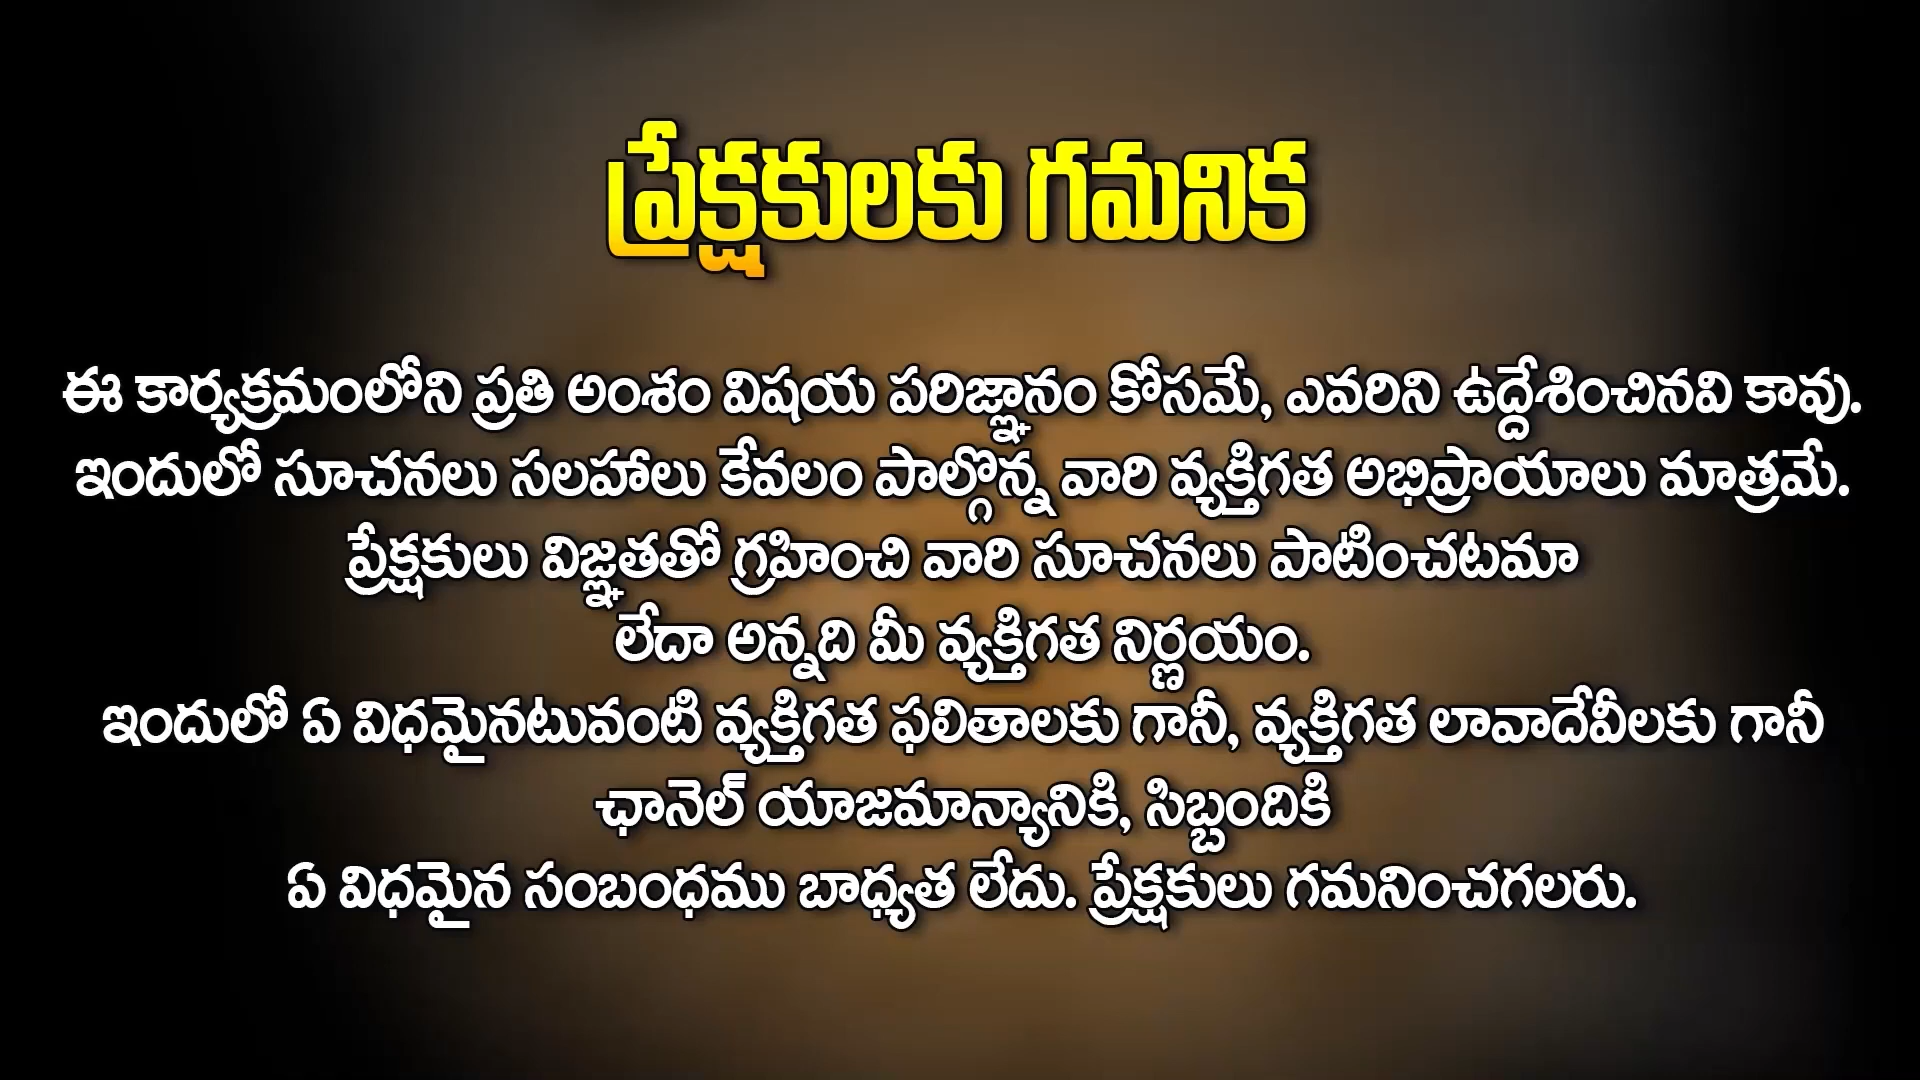 ప్రేక్షకులకు గమనిక
ఈ కార్యక్రమంలోని ప్రతి అంశం విషయ పరిజ్ఞానం కోసమే, ఎవరిని ఉద్దేశించినవి కావు.
ఇందులో సూచనలు సలహాలు కేవలం పాల్గొన్న వారి వ్యక్తిగత అభిప్రాయాలు మాత్రమే.
ప్రేక్షకులు విజ్ఞతతో గ్రహించి వారి సూచనలు పాటించటమా
లేదా అన్నది మీ వ్యక్తిగత నిర్ణయం.
ఇందులో ఏ విధమైనటువంటి వ్యక్తిగత ఫలితాలకు గానీ, వ్యక్తిగత లావాదేవీలకు గానీ
ఛానెల్ యాజమాన్యానికి, సిబ్బందికి
ఏ విధమైన సంబంధము బాధ్యత లేదు. ప్రేక్షకులు గమనించగలరు.